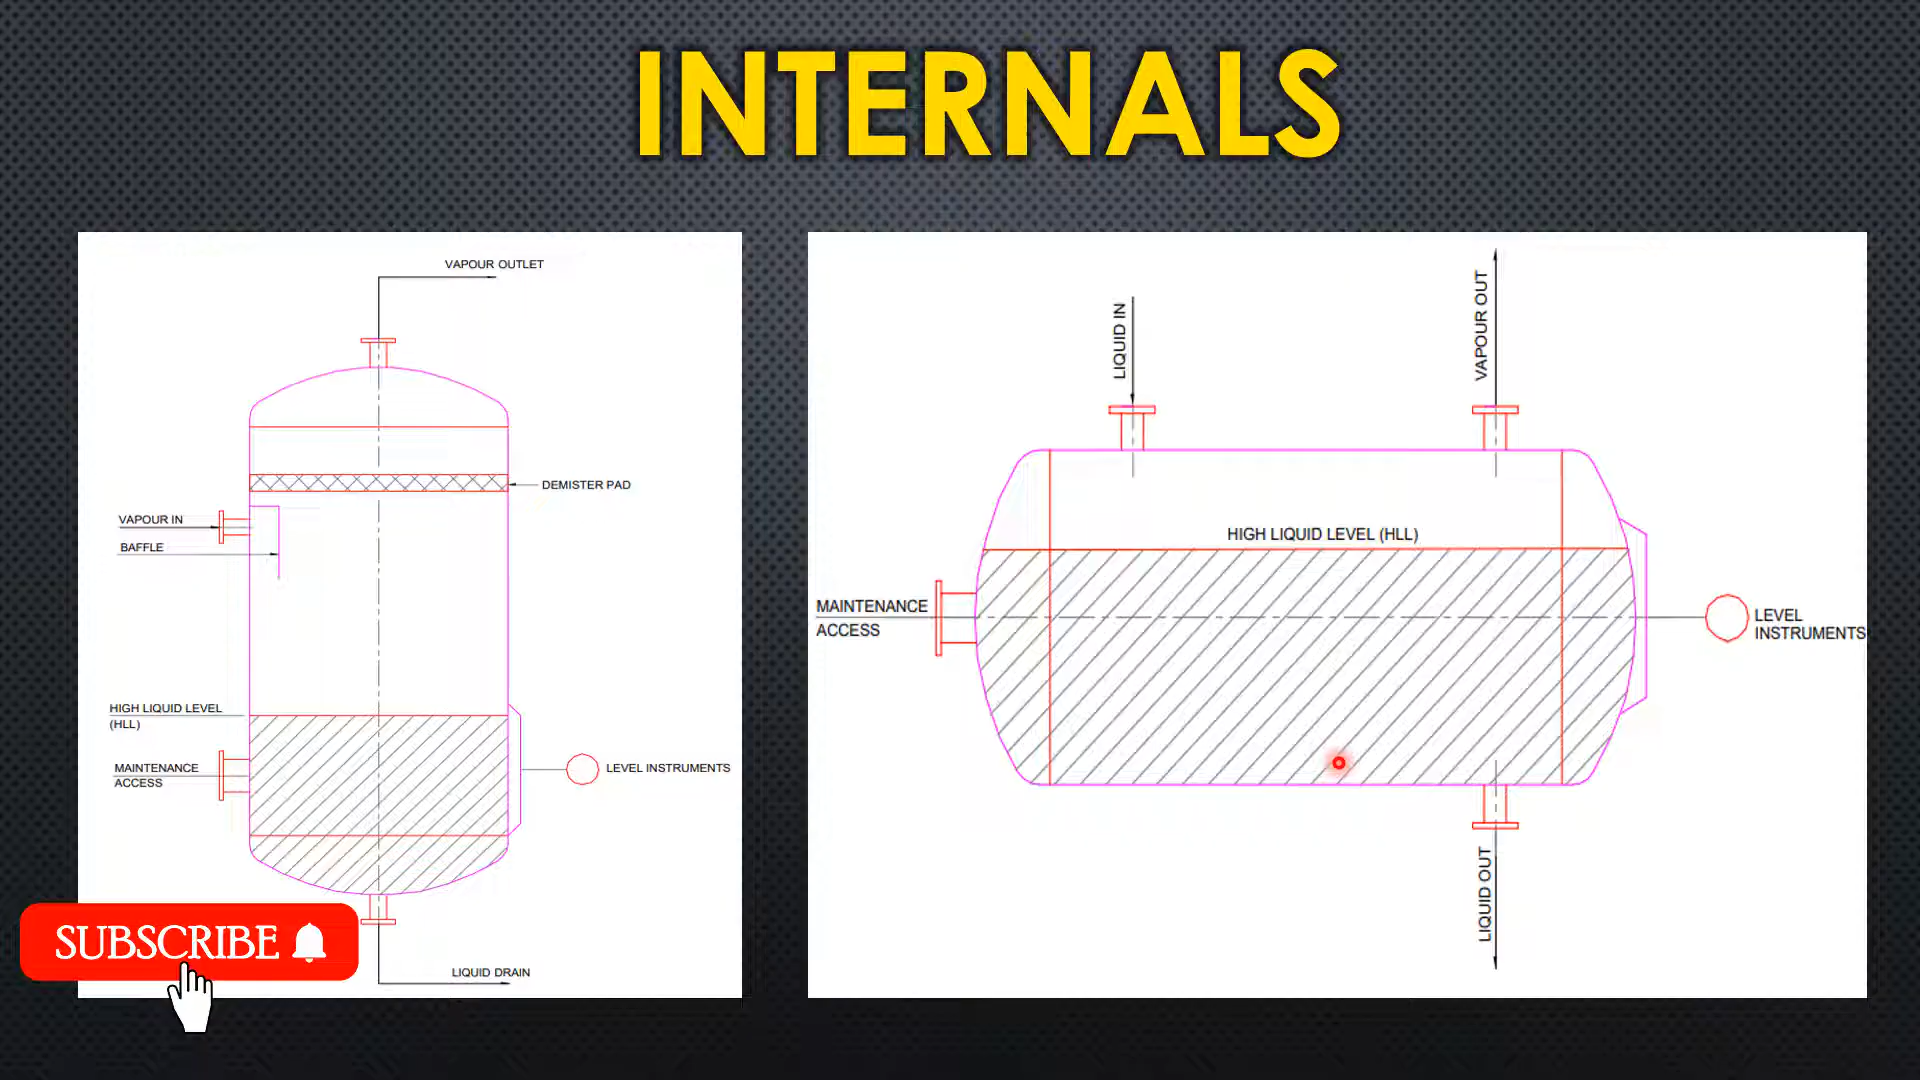 INTERNALS
VAPOUR OUTLET
DEMISTER PAD
VAPOUR IN
BAFFLE
HIGH LIQUID LEVEL
(HLL)
MAINTENANCE
ACCESS
LEVEL INSTRUMENTS
LIQUID DRAIN
SUBSCRIBE
LIQUID IN
VAPOUR OUT
HIGH LIQUID LEVEL (HLL)
MAINTENANCE
ACCESS
LEVEL
INSTRUMENTS
LIQUID OUT